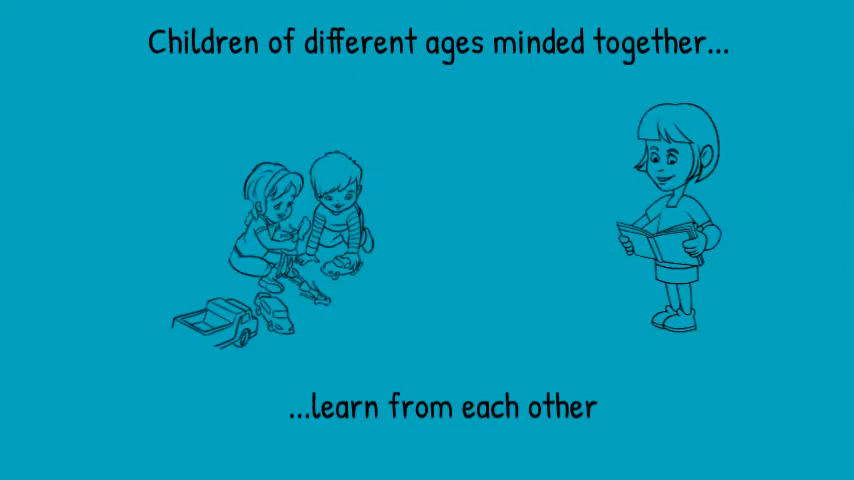 Children of different ages minded together...
...learn from each other